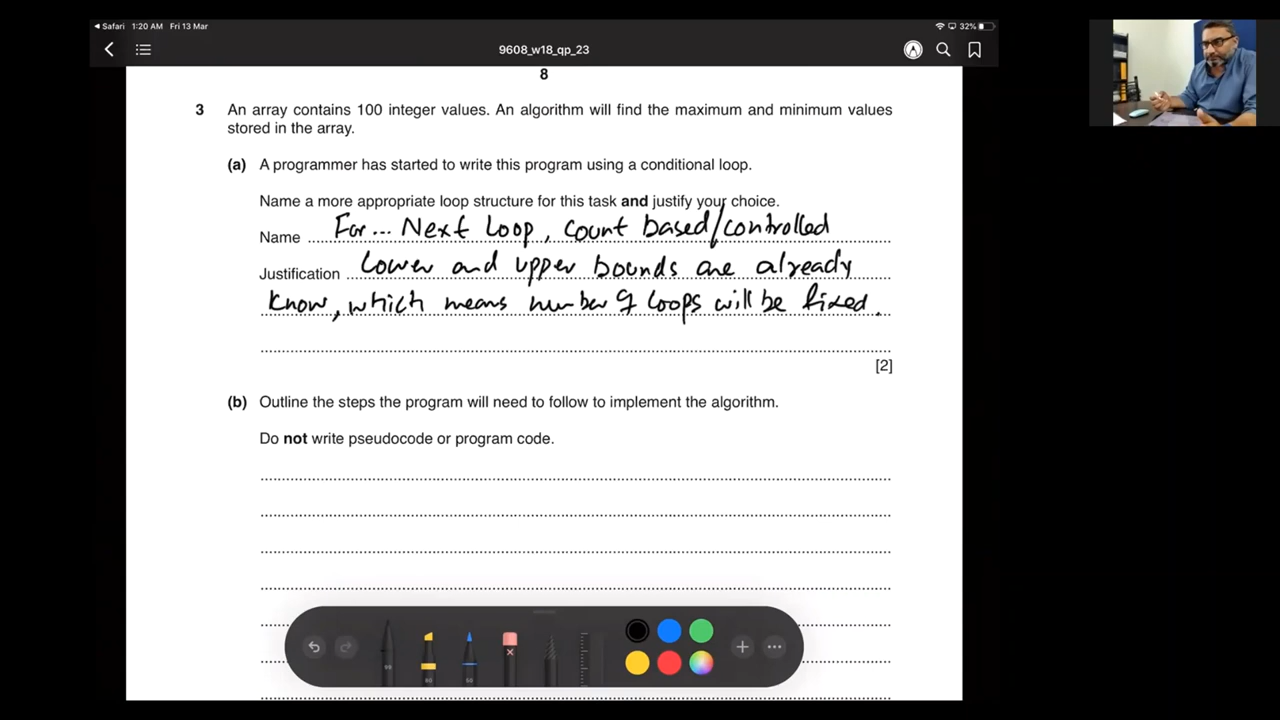 Safari 1:20 AM Fri 13 Mar
32%
9608_w18_qp_23
8
3 An array contains 100 integer values. An algorithm will find the maximum and minimum values
stored in the array.
(a) A programmer has started to write this program using a conditional loop.
Name a more appropriate loop structure for this task and justify your choice.
Name For... Next Loop, Count based/controlled
Justification lower and upper bounds are already
know, which means number of loops will be fixed.
[2]
(b) Outline the steps the program will need to follow to implement the algorithm.
Do not write pseudocode or program code.